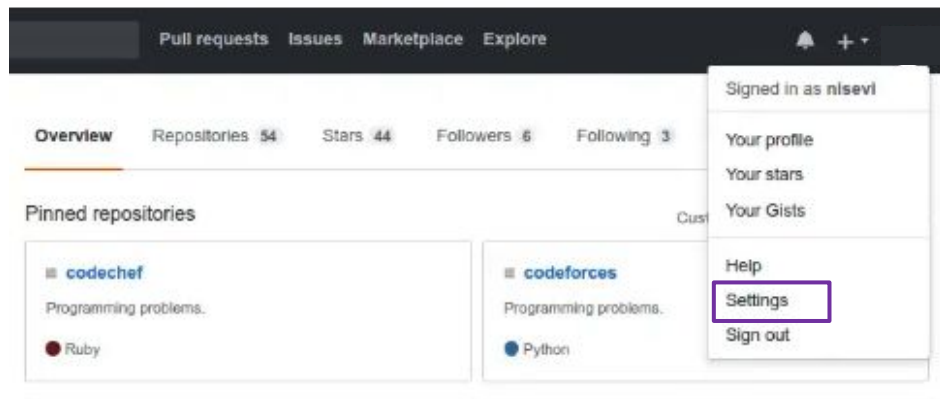 Pull requests Issues Marketplace Explore
Signed in as nisevi
Overview Repositories 54 Stars 44 Followers 6 Following 3
Your profile
Your stars
Pinned repositories
Your Gists
codechef
Programming problems.
Ruby
codeforces
Programming problems.
Python
Help
Settings
Sign out